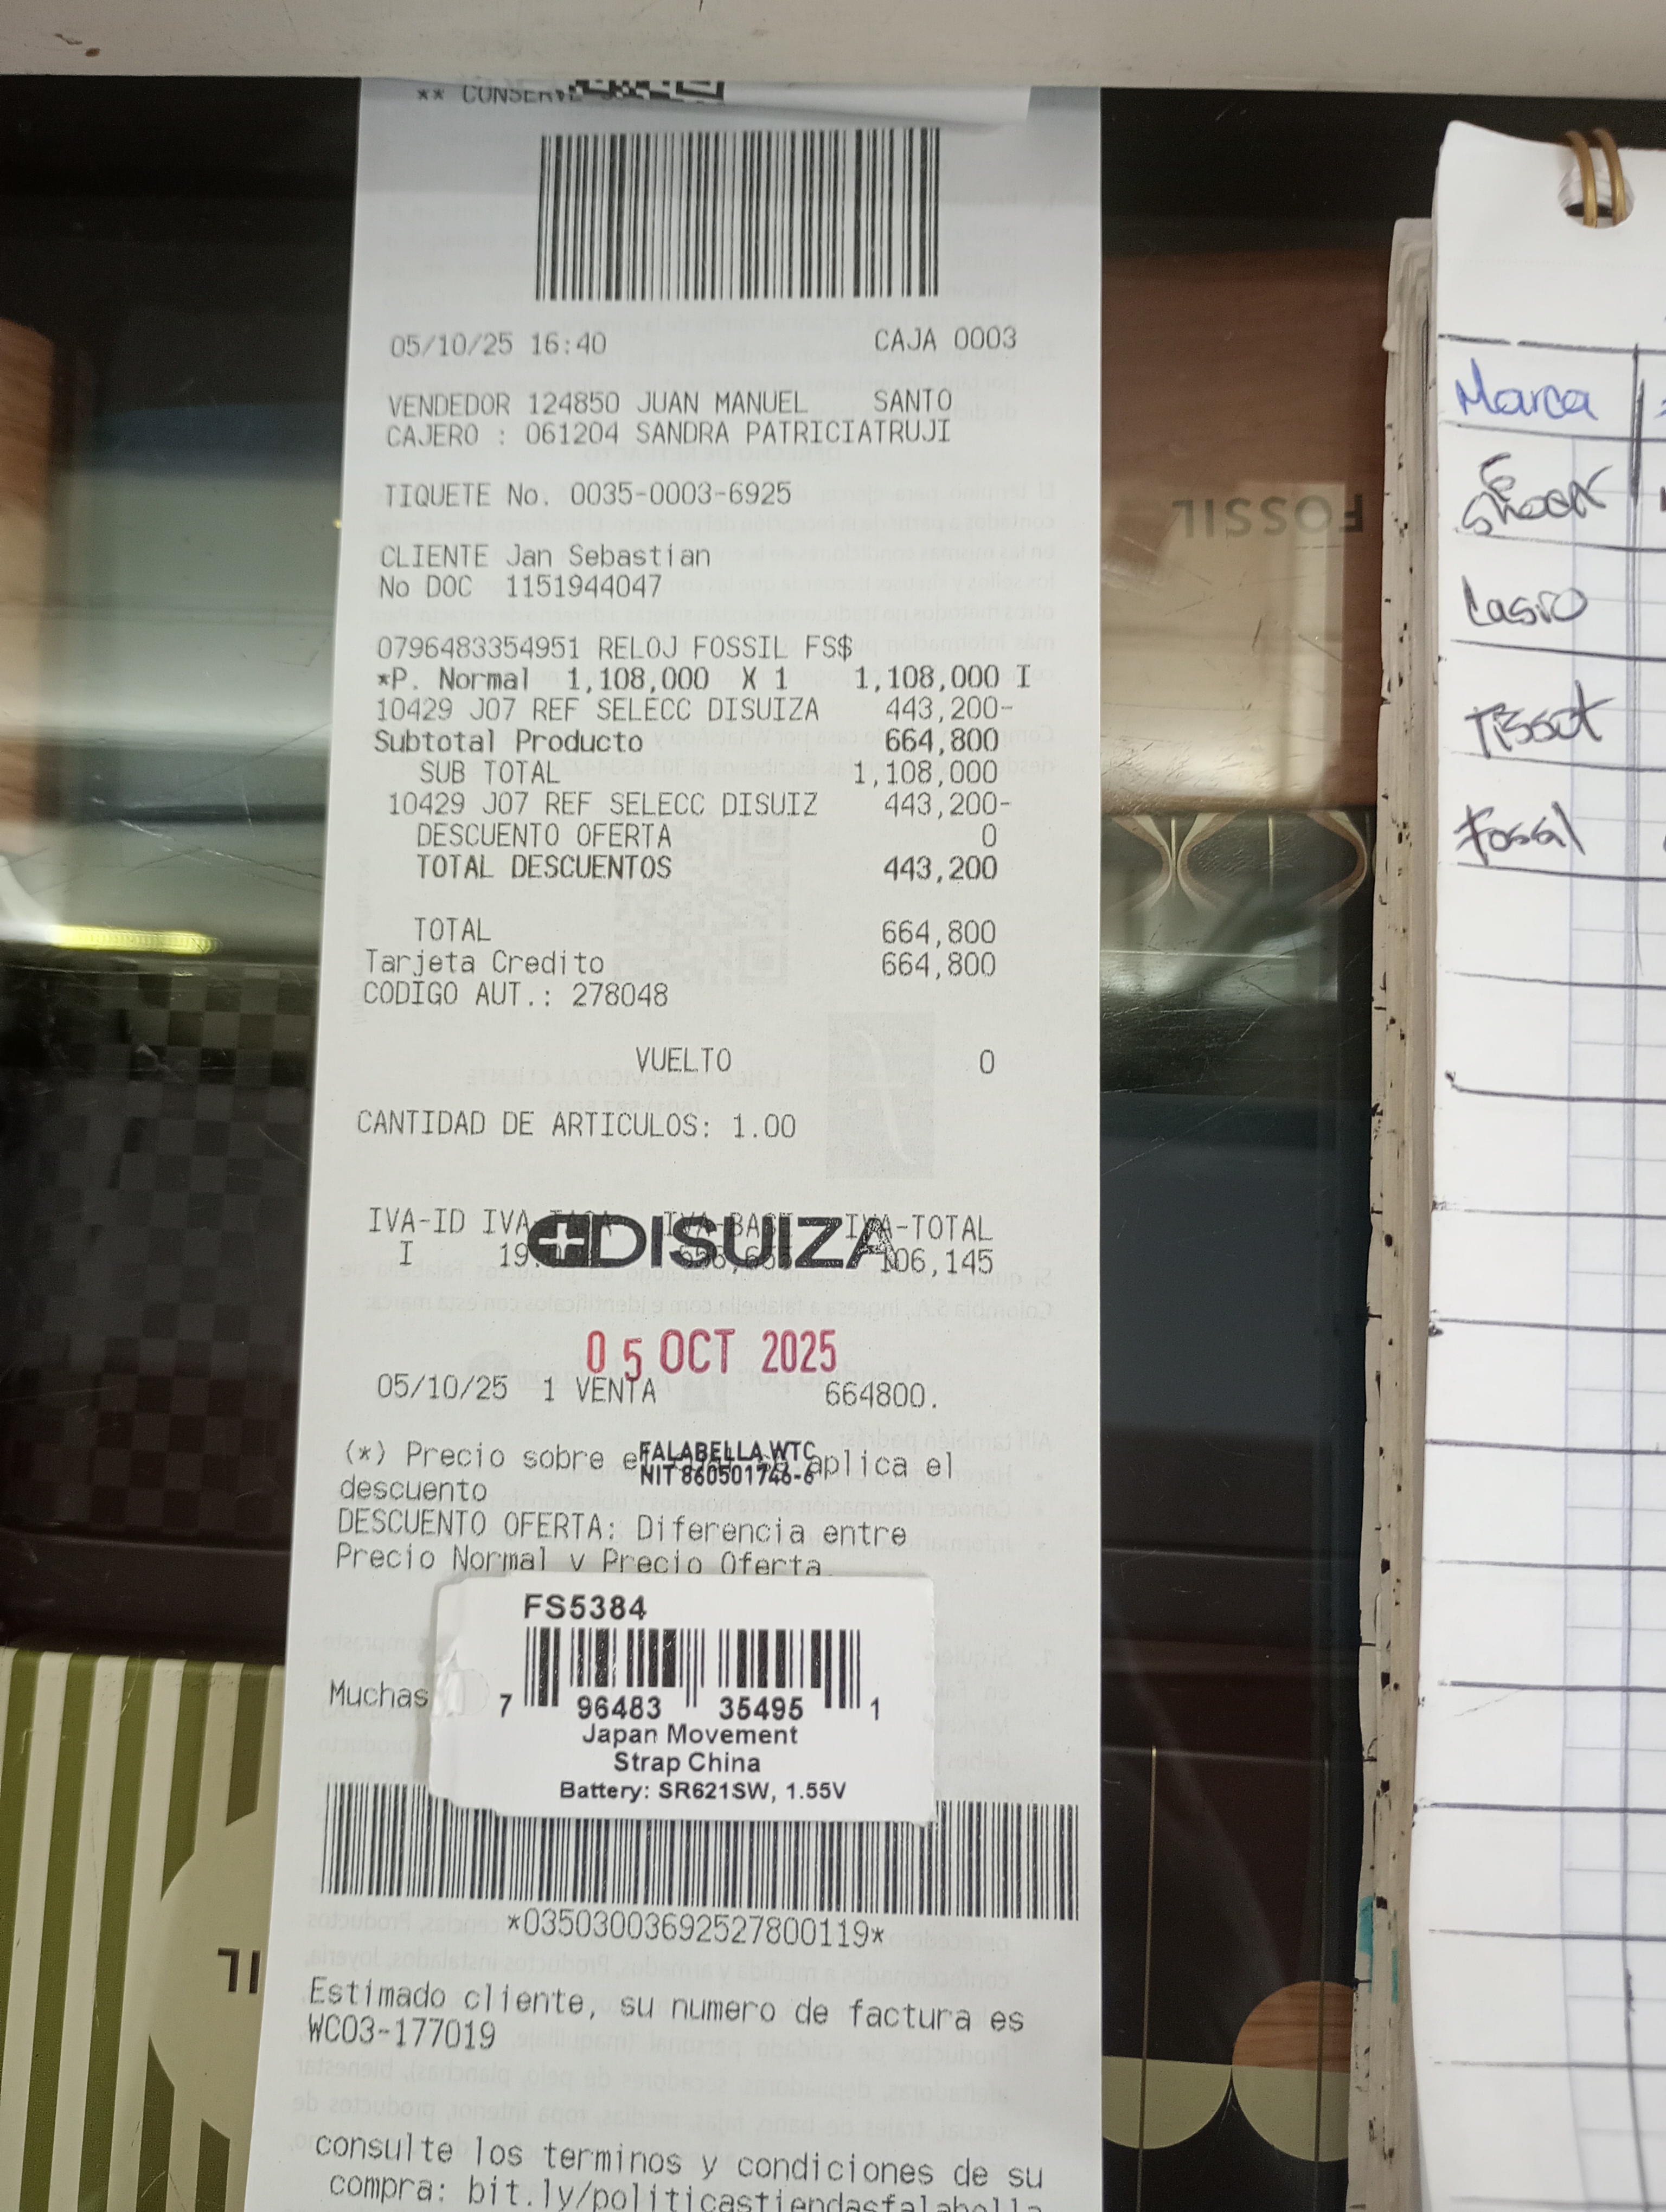 ** CONSERVE
05/10/25 16:40 CAJA 0003
VENDEDOR 124850 JUAN MANUEL SANTO
CAJERO : 061204 SANDRA PATRICIATRUJI
TIQUETE No. 0035-0003-6925
CLIENTE Jan Sebastian
No DOC 1151944047
0796483354951 RELOJ FOSSIL FS$
*P. Normal 1,108,000 X 1 1,108,000 I
10429 J07 REF SELECC DISUIZA 443,200-
Subtotal Producto 664,800
SUB TOTAL 1,108,000
10429 J07 REF SELECC DISUIZ 443,200-
DESCUENTO OFERTA 0
TOTAL DESCUENTOS 443,200
TOTAL 664,800
Tarjeta Credito 664,800
CODIGO AUT.: 278048
VUELTO 0
CANTIDAD DE ARTICULOS: 1.00
IVA-ID IVA IVA-TOTAL
I 19. 106,145
DISUIZA
05 OCT 2025
05/10/25 1 VENTA 664800.
(*) Precio sobre el aplica el
FALABELLA WTC
NIT 860501746-6
descuento
DESCUENTO OFERTA: Diferencia entre
Precio Normal y Precio Oferta
FS5384
7 96483 35495 1
Japan Movement
Strap China
Battery: SR621SW, 1.55V
Muchas
*03503003692527800119*
Estimado cliente, su numero de factura es
WC03-177019
consulte los terminos y condiciones de su
compra: bit.ly/politicastiendasfalabella
FOSSIL
IL
Marca
Casio
Tissot
Fossil